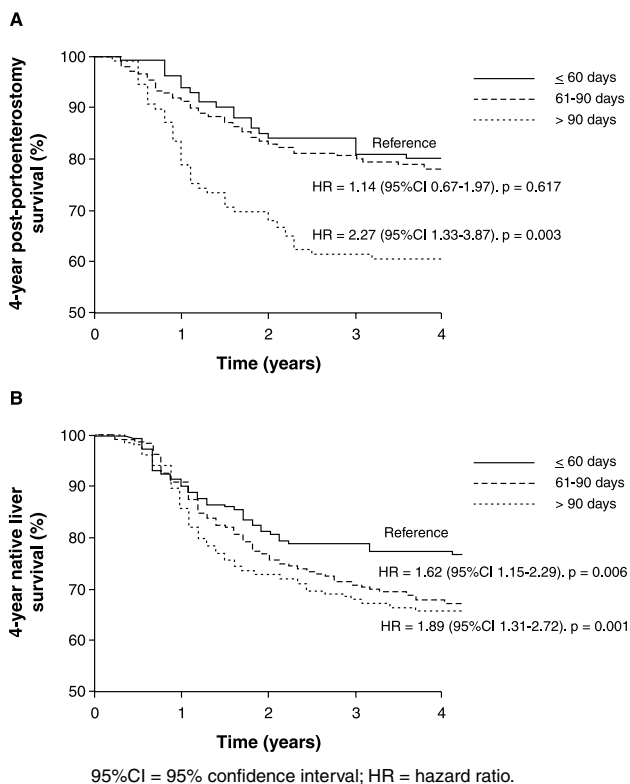 A
4-year post-portoenterostomy
survival (%)
100
90
80
70
60
50
≤ 60 days
61-90 days
> 90 days
Reference
HR = 1.14 (95%CI 0.67-1.97). p = 0.617
HR = 2.27 (95%CI 1.33-3.87). p = 0.003
0 1 2 3 4
Time (years)
B
4-year native liver
survival (%)
100
90
80
70
60
50
≤ 60 days
61-90 days
> 90 days
Reference
HR = 1.62 (95%CI 1.15-2.29). p = 0.006
HR = 1.89 (95%CI 1.31-2.72). p = 0.001
0 1 2 3 4
Time (years)
95%CI = 95% confidence interval; HR = hazard ratio.